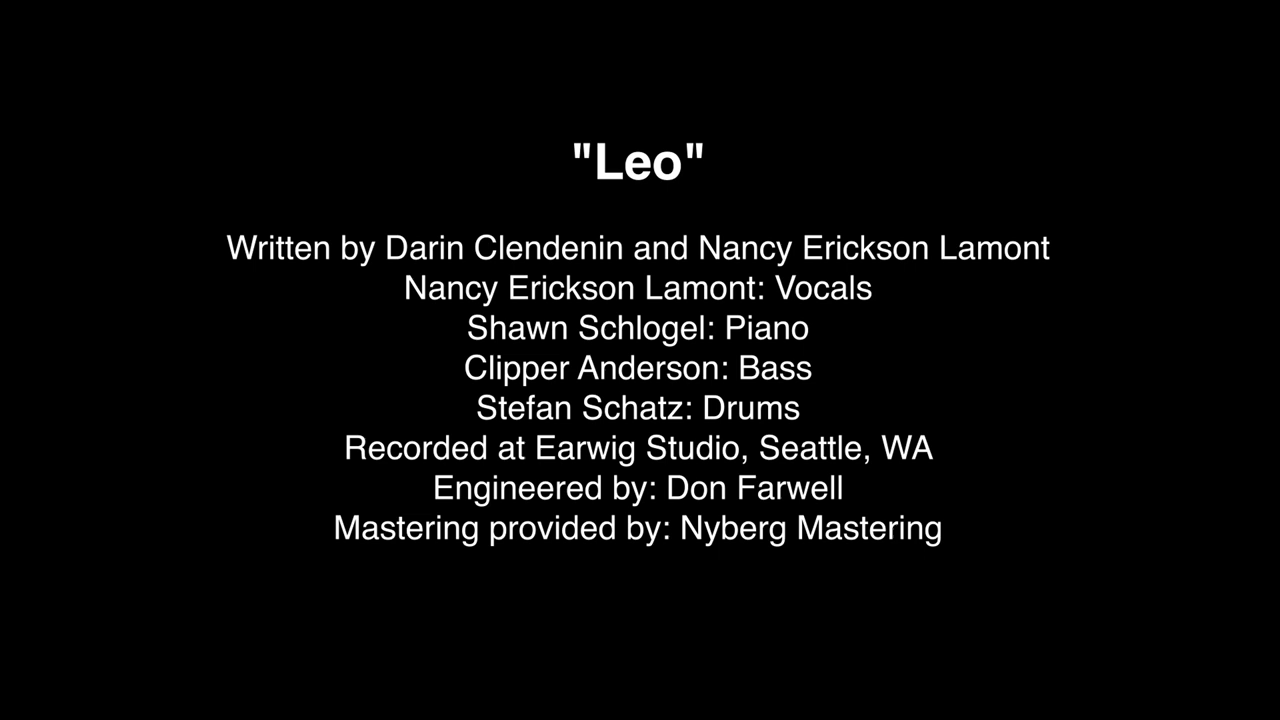 "Leo"
Written by Darin Clendenin and Nancy Erickson Lamont
Nancy Erickson Lamont: Vocals
Shawn Schlogel: Piano
Clipper Anderson: Bass
Stefan Schatz: Drums
Recorded at Earwig Studio, Seattle, WA
Engineered by: Don Farwell
Mastering provided by: Nyberg Mastering